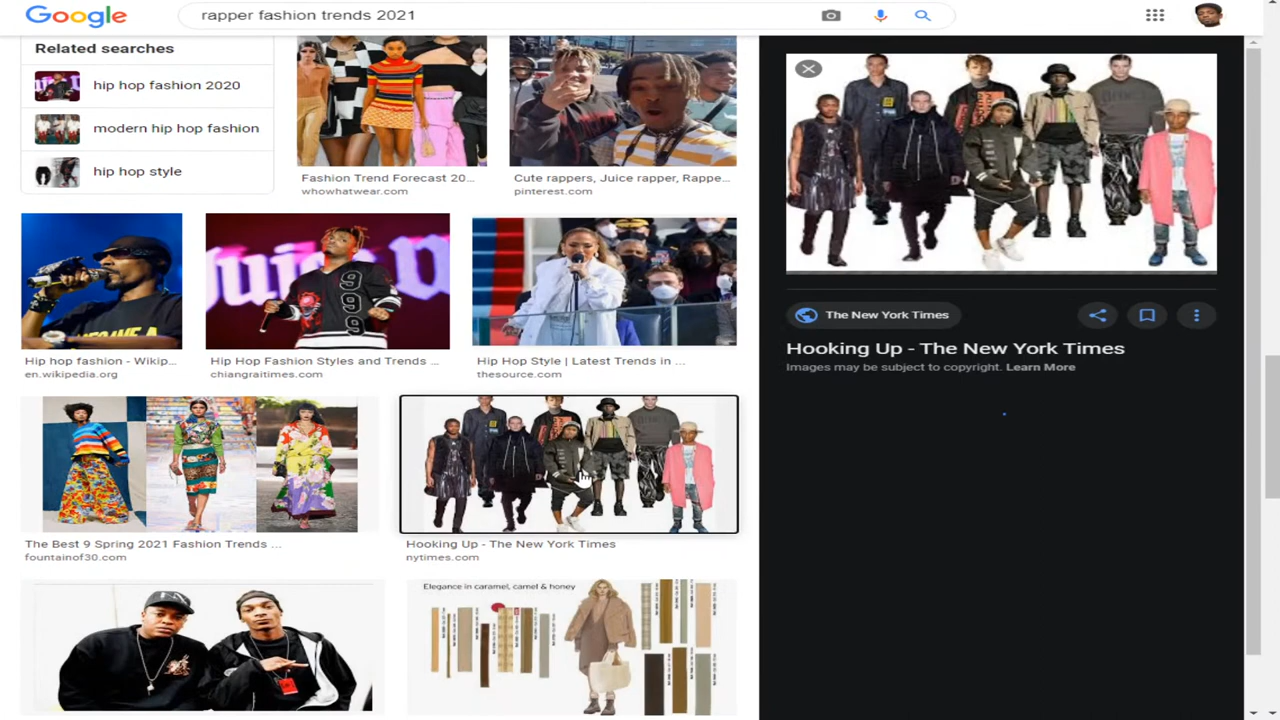 Google
rapper fashion trends 2021
Related searches
hip hop fashion 2020
modern hip hop fashion
hip hop style
Fashion Trend Forecast 20...
whowhatwear.com
Cute rappers, Juice rapper, Rappe...
pinterest.com
999
Hip hop fashion - Wikip...
en.wikipedia.org
Hip Hop Fashion Styles and Trends ...
chiangraitimes.com
Hip Hop Style | Latest Trends in ...
thesource.com
The Best 9 Spring 2021 Fashion Trends ...
fountainof30.com
Hooking Up - The New York Times
nytimes.com
Elegance in caramel, camel & honey
The New York Times
Hooking Up - The New York Times
Images may be subject to copyright. Learn More